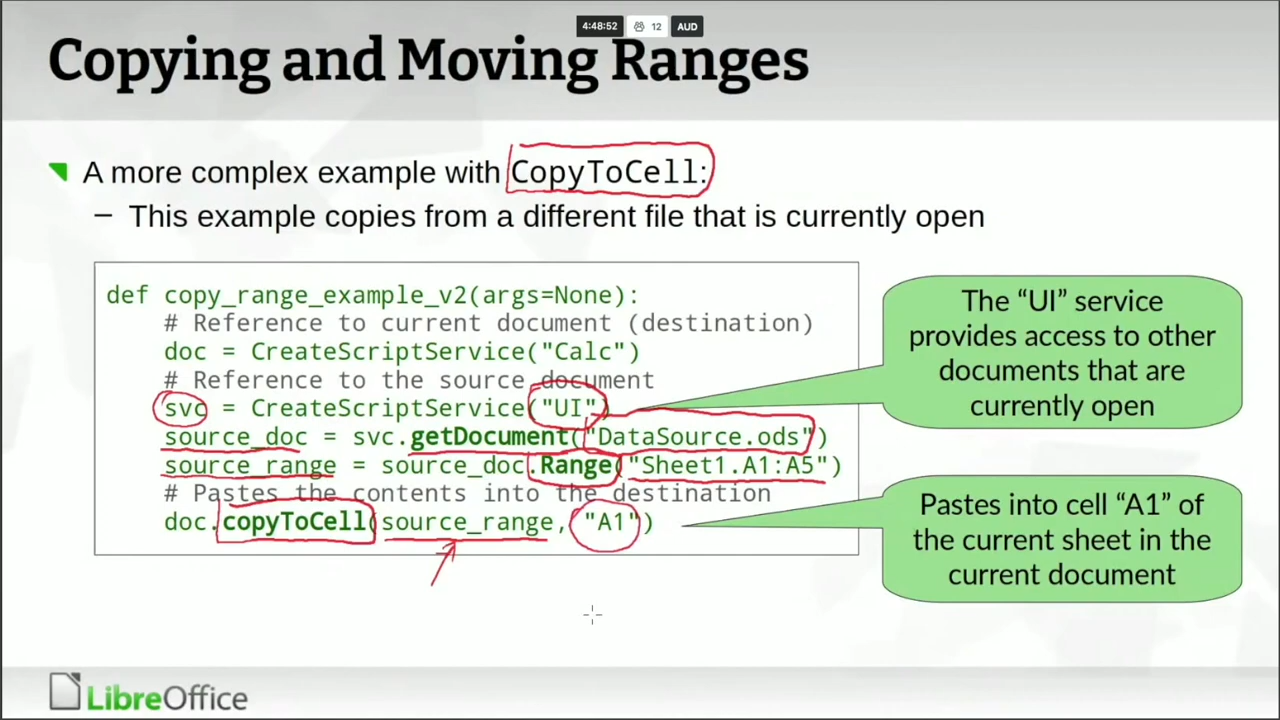 4:48:52 12 AUD
Copying and Moving Ranges
A more complex example with CopyToCell:
– This example copies from a different file that is currently open
def copy_range_example_v2(args=None):
# Reference to current document (destination)
doc = CreateScriptService("Calc")
# Reference to the source document
svc = CreateScriptService("UI")
source_doc = svc.getDocument("DataSource.ods")
source_range = source_doc.Range("Sheet1.A1:A5")
# Pastes the contents into the destination
doc.copyToCell(source_range, "A1")
The “UI” service
provides access to other
documents that are
currently open
Pastes into cell “A1” of
the current sheet in the
current document
LibreOffice